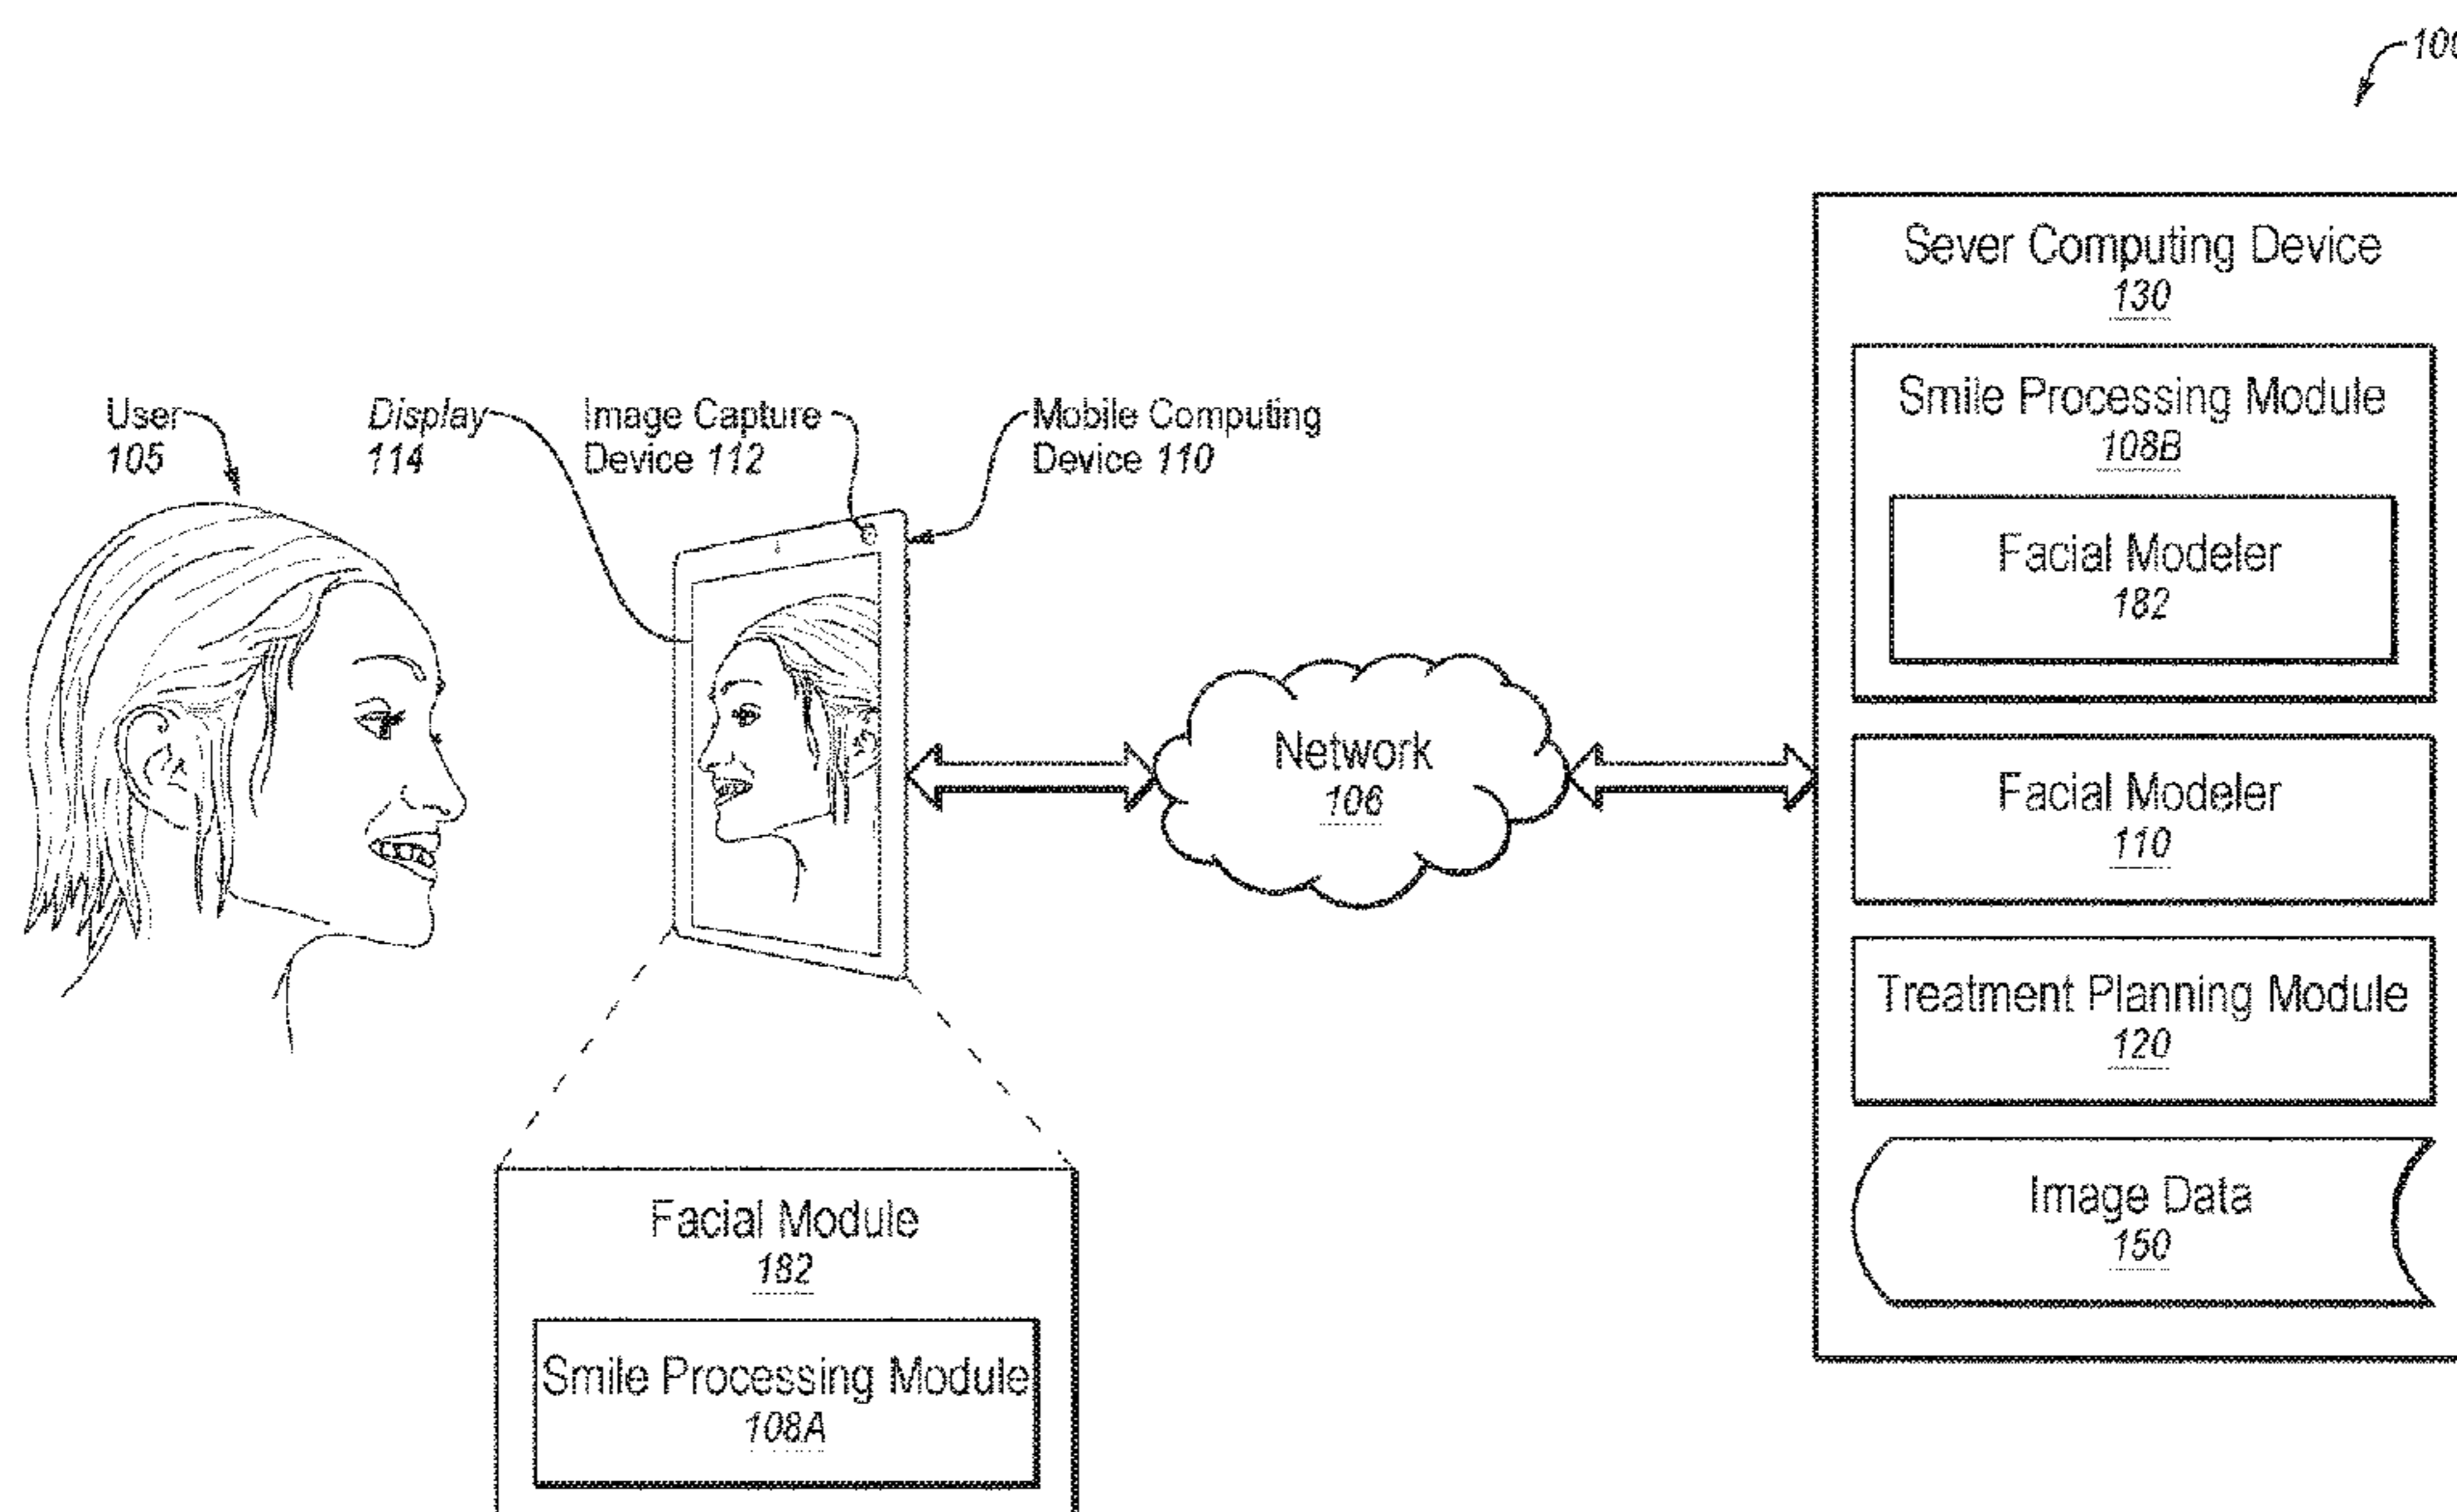 100
User
105
Display
114
Image Capture
Device 112
Mobile Computing
Device 110
Network
106
Sever Computing Device
130
Smile Processing Module
108B
Facial Modeler
182
Facial Modeler
110
Treatment Planning Module
120
Image Data
150
Facial Module
182
Smile Processing Module
108A